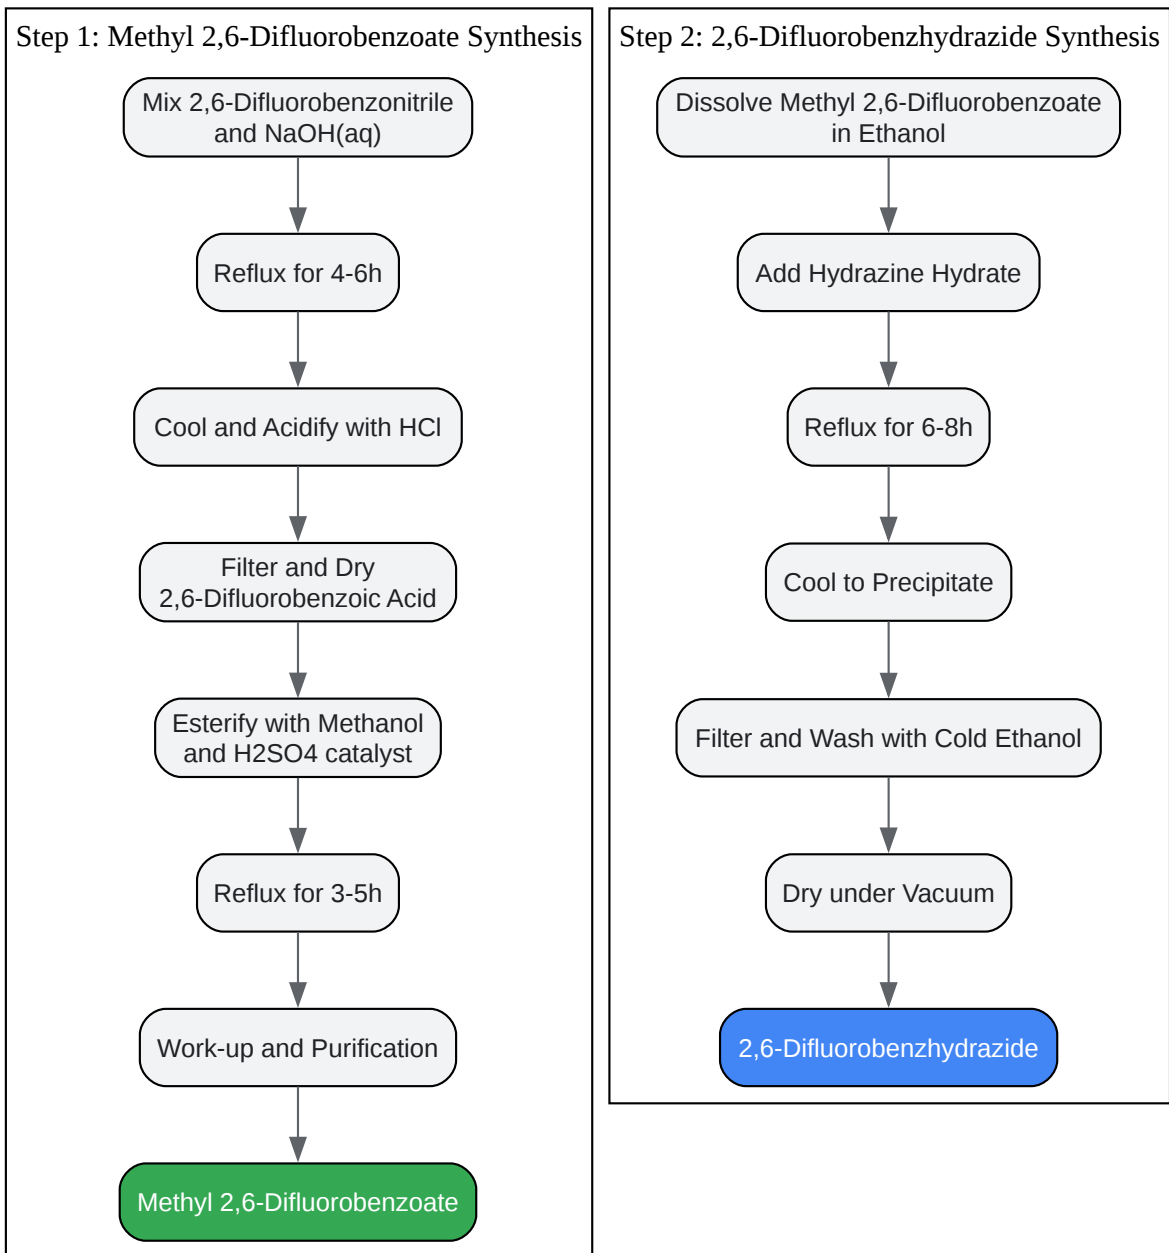 Step 1: Methyl 2,6-Difluorobenzoate Synthesis
Mix 2,6-Difluorobenzonitrile
and NaOH(aq)
Reflux for 4-6h
Cool and Acidify with HCl
Filter and Dry
2,6-Difluorobenzoic Acid
Esterify with Methanol
and H2SO4 catalyst
Reflux for 3-5h
Work-up and Purification
Methyl 2,6-Difluorobenzoate
Step 2: 2,6-Difluorobenzhydrazide Synthesis
Dissolve Methyl 2,6-Difluorobenzoate
in Ethanol
Add Hydrazine Hydrate
Reflux for 6-8h
Cool to Precipitate
Filter and Wash with Cold Ethanol
Dry under Vacuum
2,6-Difluorobenzhydrazide